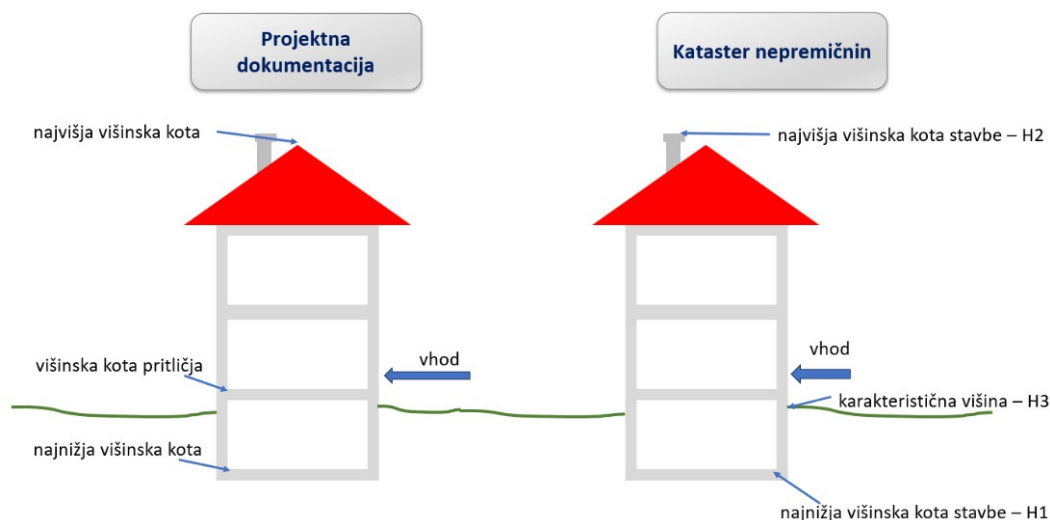 Projektna
dokumentacija
najvišja višinska kota
vhod
višinska kota pritličja
najnižja višinska kota
Kataster nepremičnin
najvišja višinska kota stavbe – H2
vhod
karakteristična višina – H3
najnižja višinska kota stavbe – H1